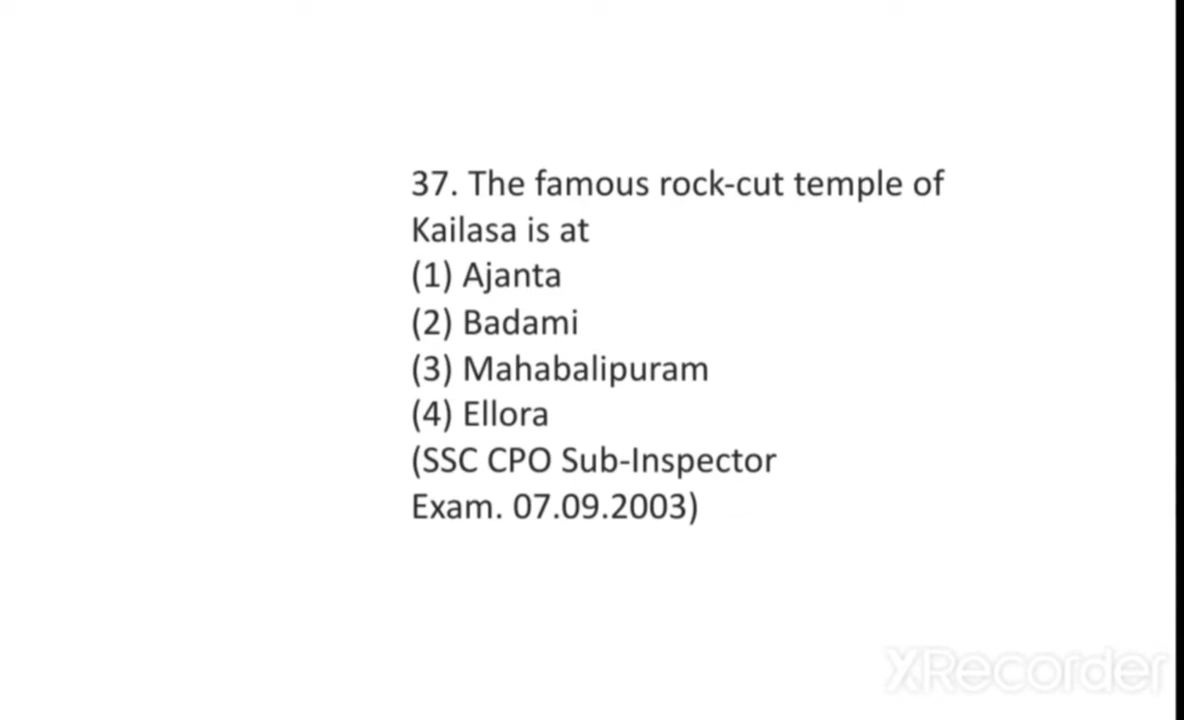 37. The famous rock-cut temple of
Kailasa is at
(1) Ajanta
(2) Badami
(3) Mahabalipuram
(4) Ellora
(SSC CPO Sub-Inspector
Exam. 07.09.2003)
XRecorder